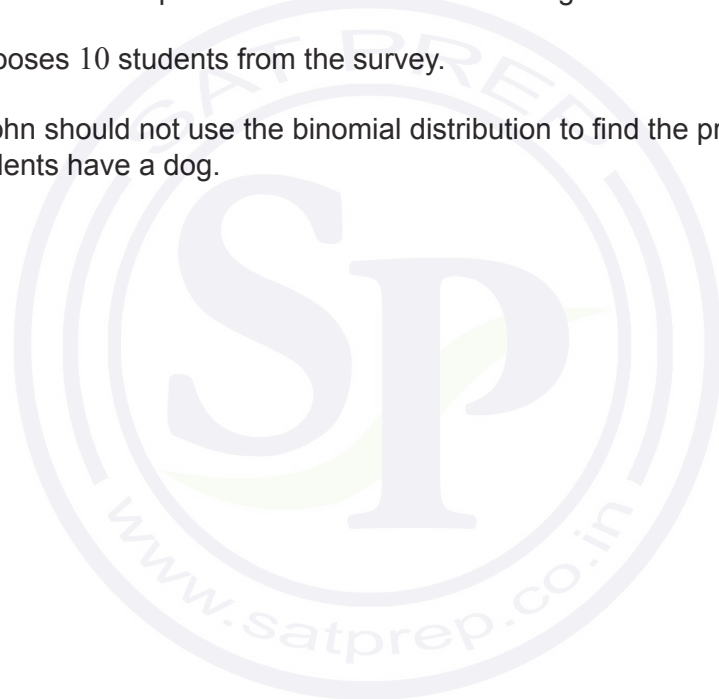 ooses 10 students from the survey.
ohn should not use the binomial distribution to find the pr
dents have a dog.
SAT PREP
SP
www.satprep.co.in